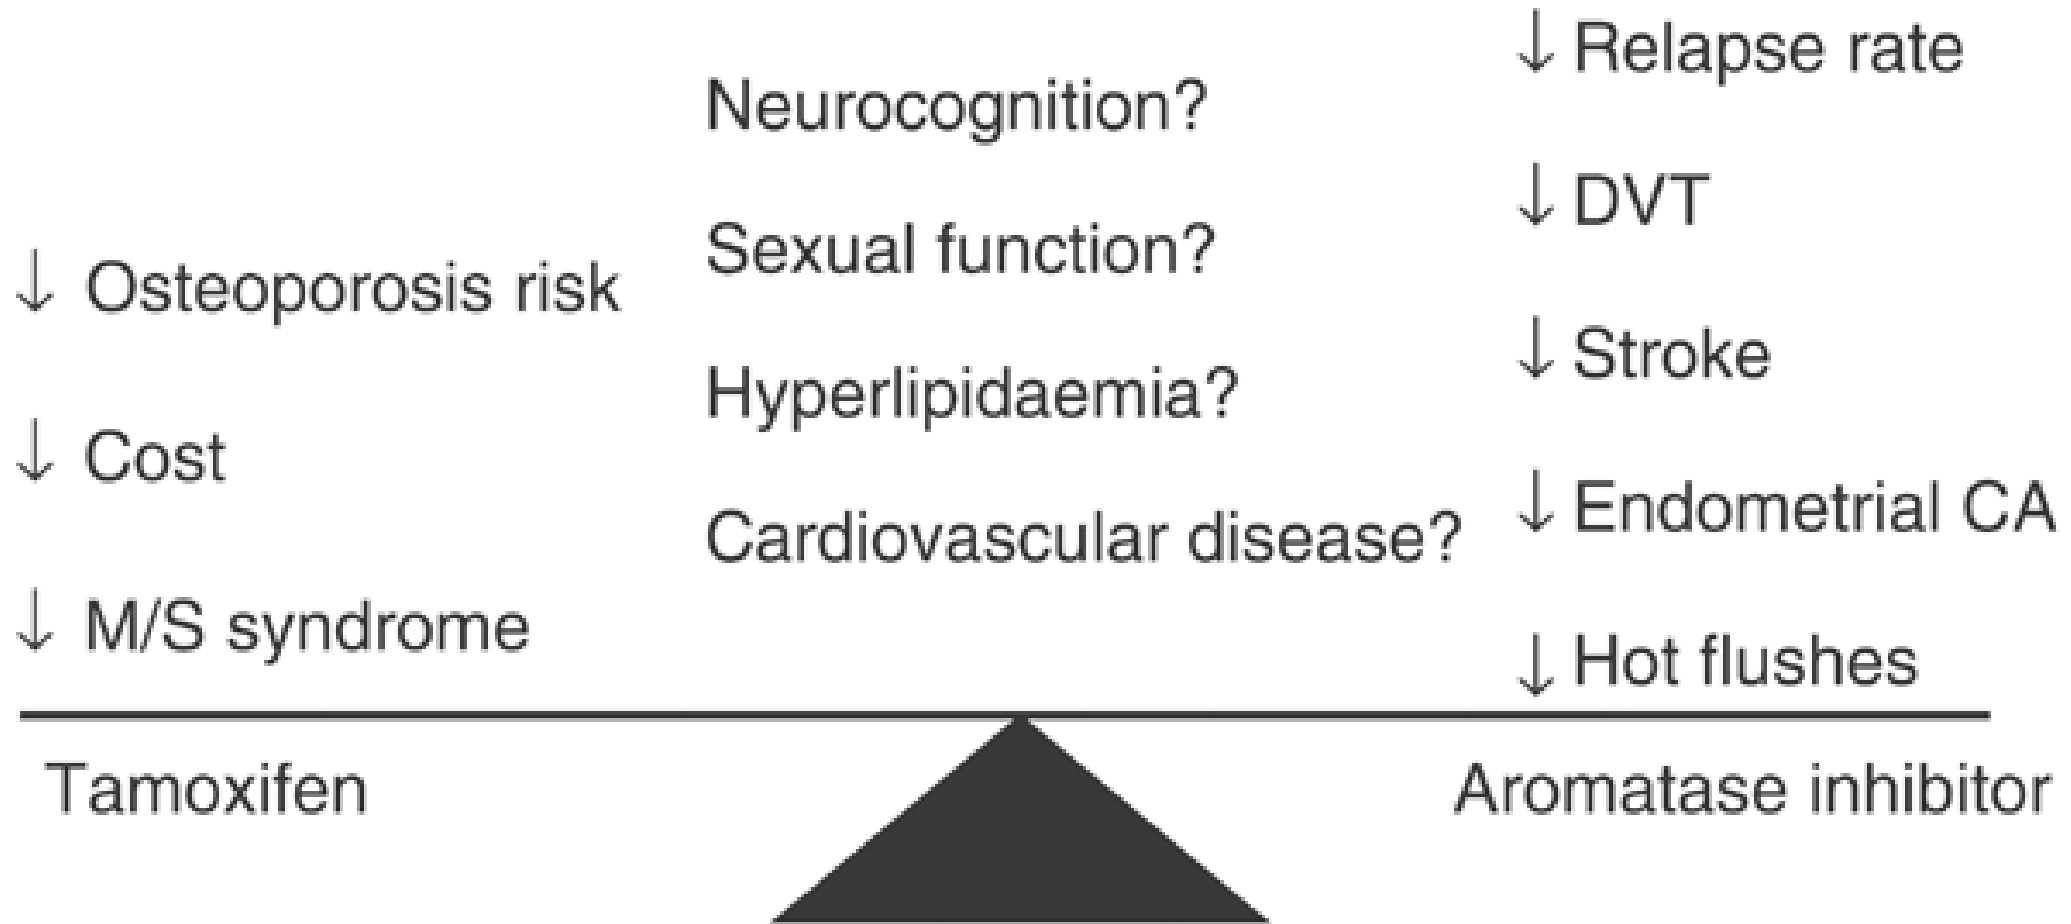 ↓ Osteoporosis risk
↓ Cost
↓ M/S syndrome
Neurocognition?
Sexual function?
Hyperlipidaemia?
Cardiovascular disease?
↓ Relapse rate
↓ DVT
↓ Stroke
↓ Endometrial CA
↓ Hot flushes
Tamoxifen
Aromatase inhibitor